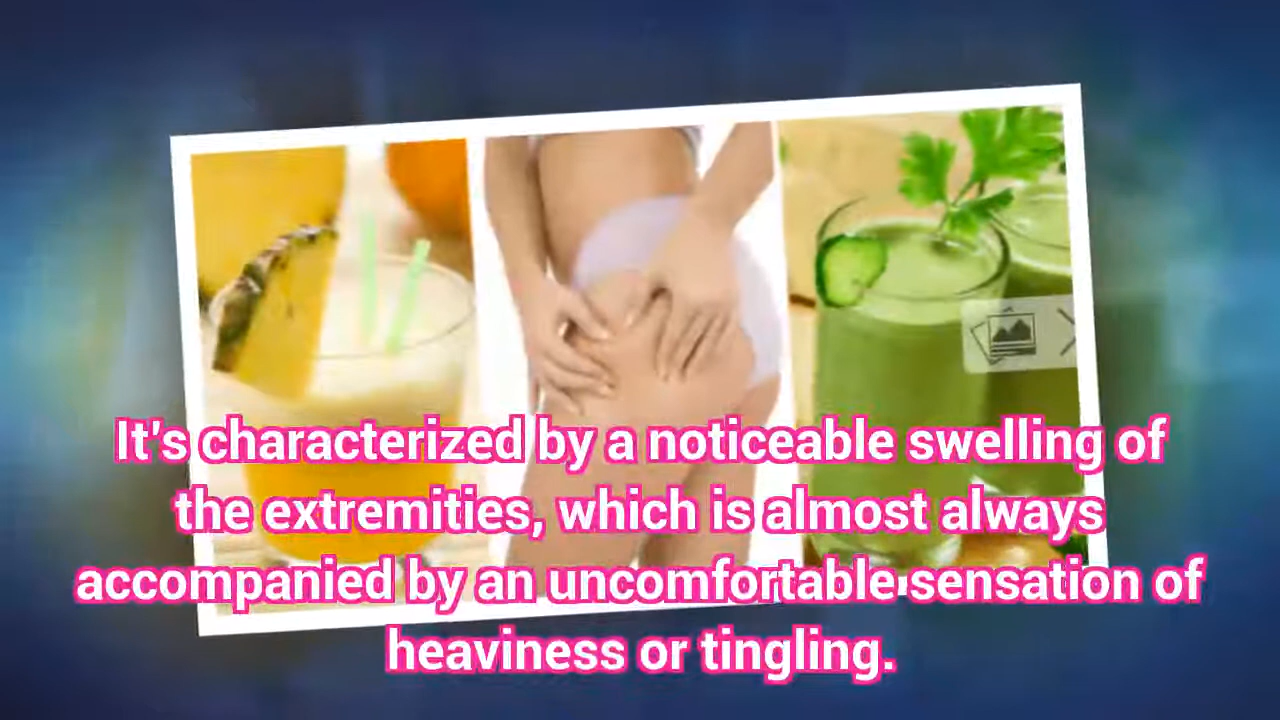 It's characterized by a noticeable swelling of
the extremities, which is almost always
accompanied by an uncomfortable sensation of
heaviness or tingling.